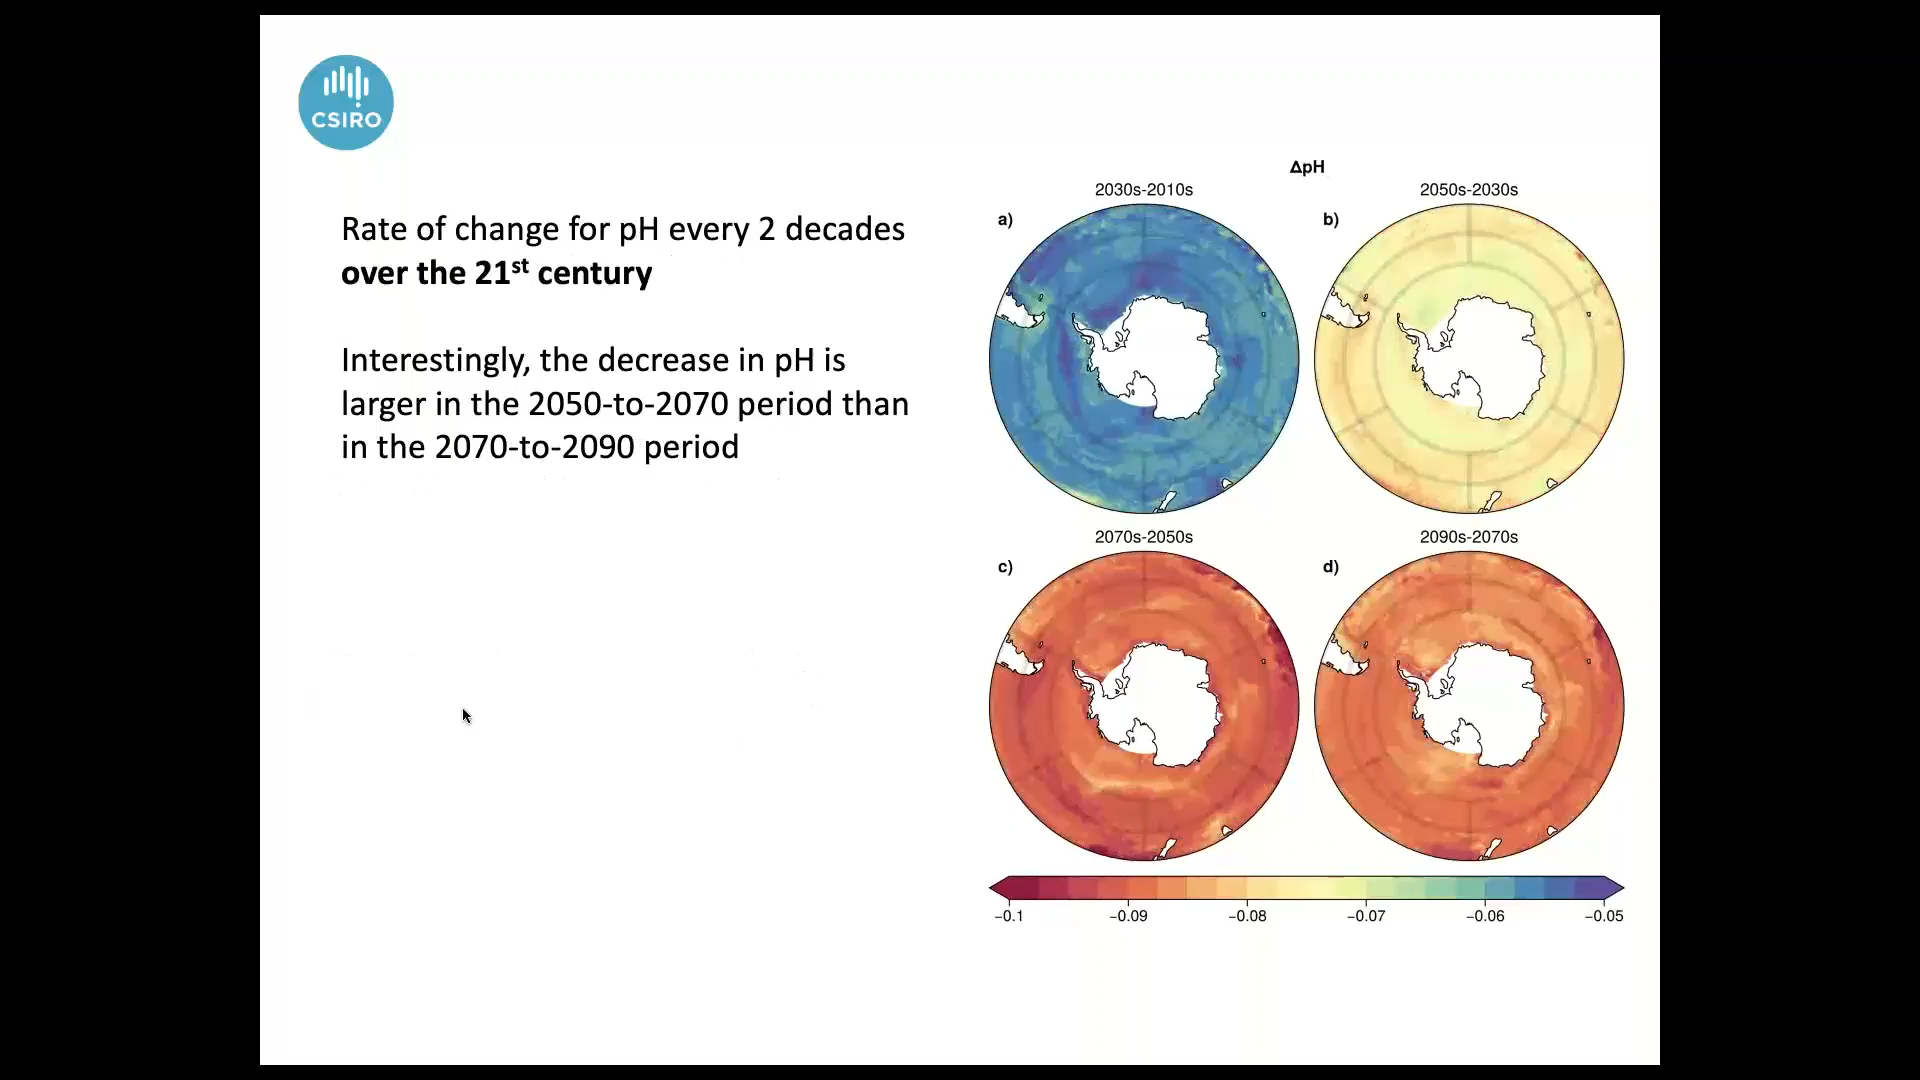 CSIRO
Rate of change for pH every 2 decades
over the 21st century
Interestingly, the decrease in pH is
larger in the 2050-to-2070 period than
in the 2070-to-2090 period
ΔpH
2030s-2010s
2050s-2030s
a)
b)
2070s-2050s
2090s-2070s
c)
d)
−0.1 −0.09 −0.08 −0.07 −0.06 −0.05